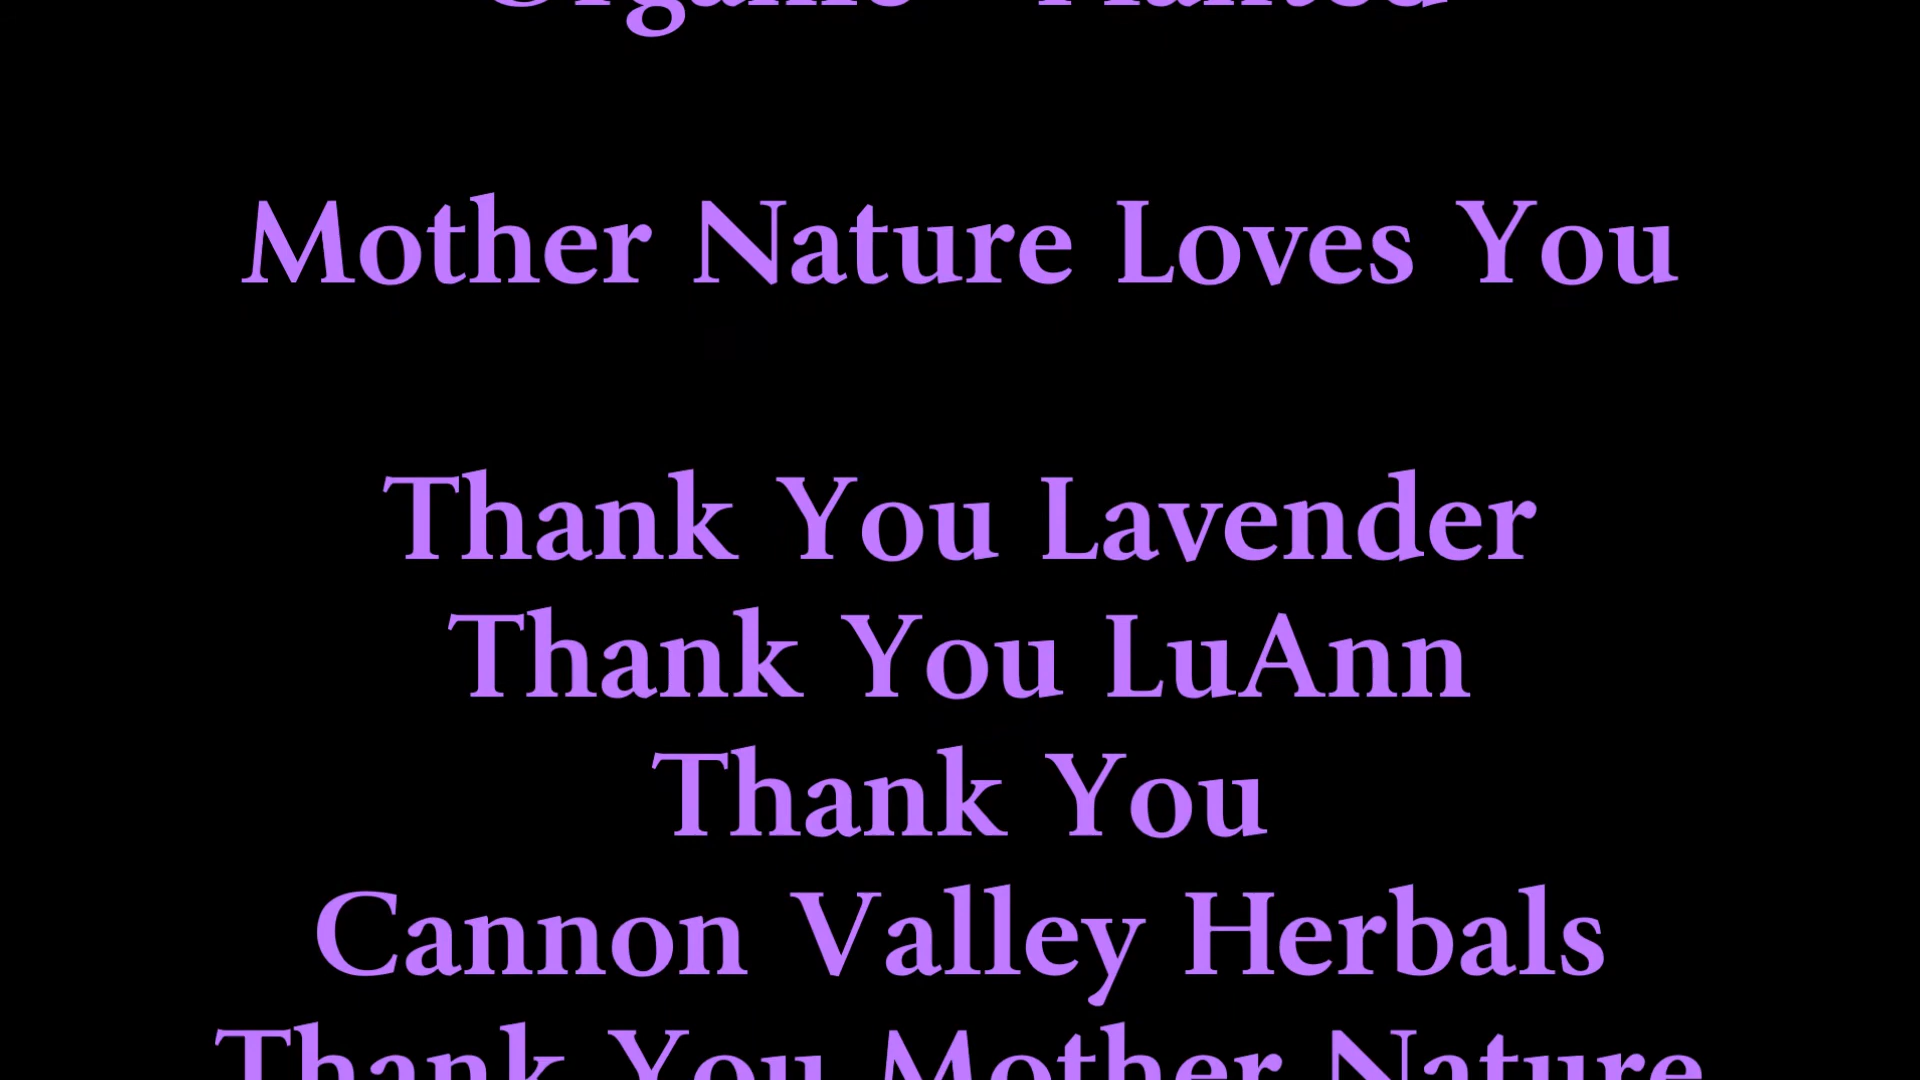 Organic
Mother Nature Loves You
Thank You Lavender
Thank You LuAnn
Thank You
Cannon Valley Herbals
Thank You Mother Nature